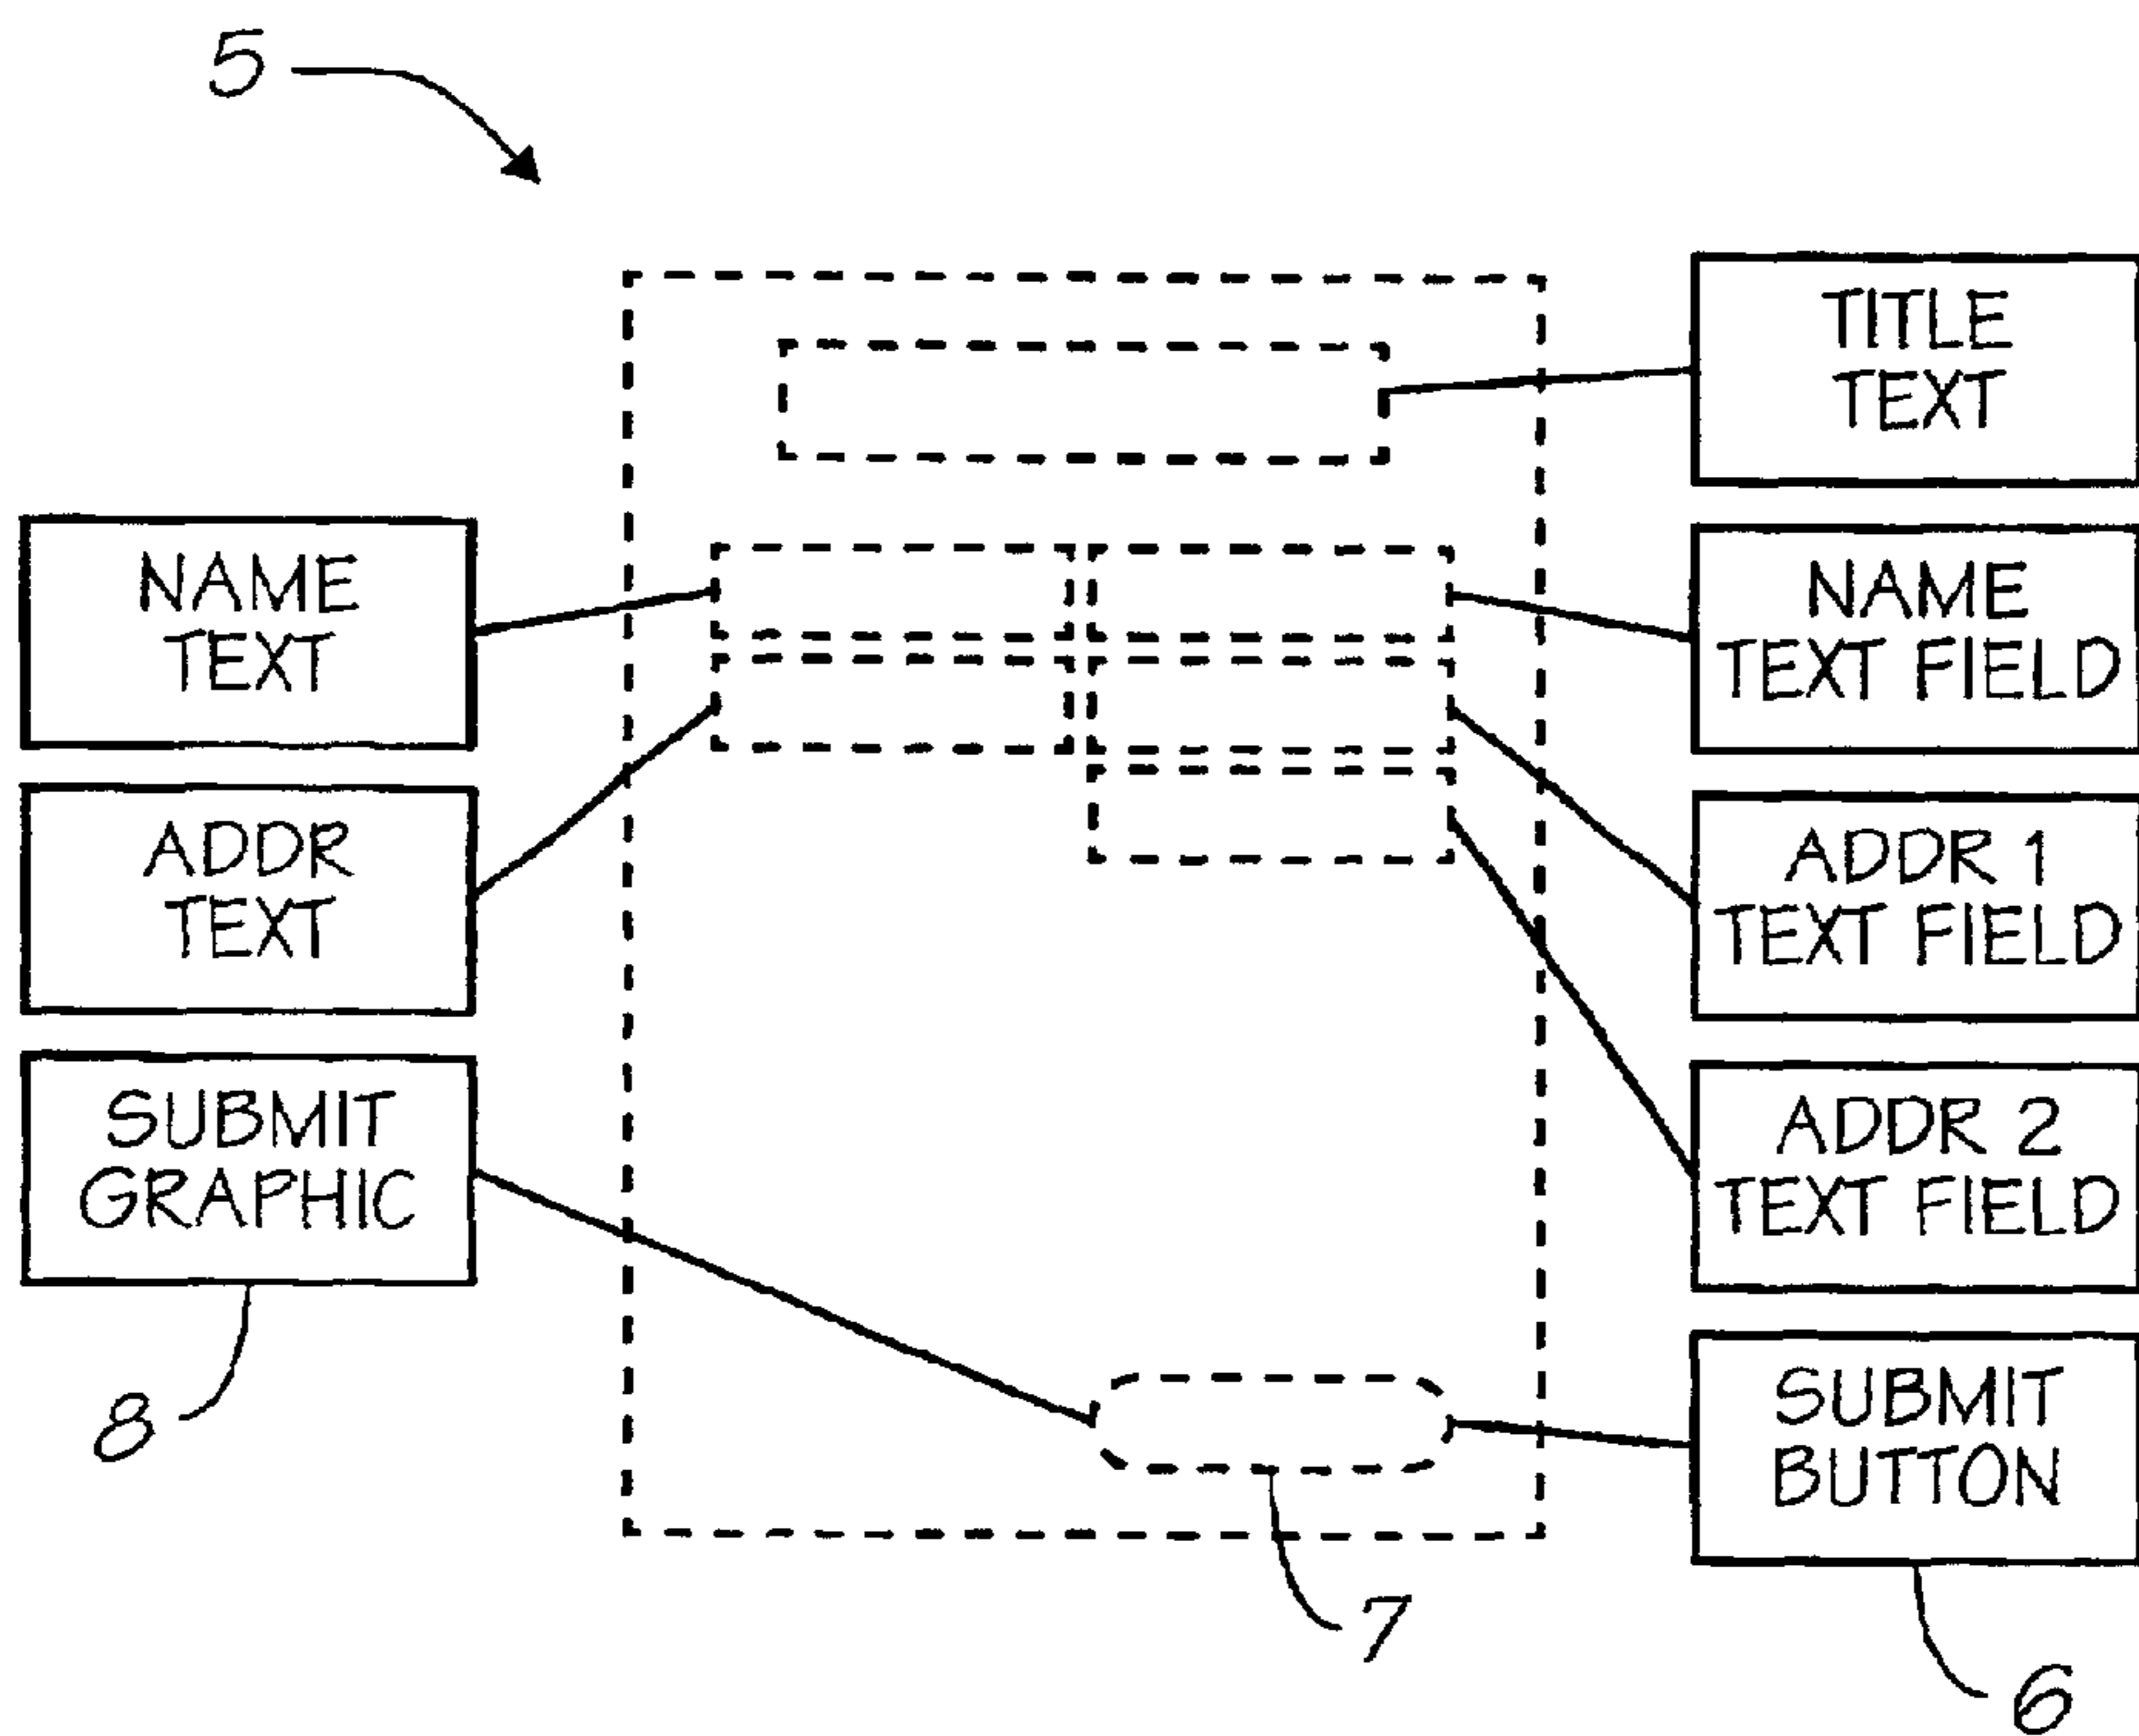 5
TITLE
TEXT
NAME
TEXT
NAME
TEXT FIELD
ADDR
TEXT
ADDR 1
TEXT FIELD
SUBMIT
GRAPHIC
ADDR 2
TEXT FIELD
8
SUBMIT
BUTTON
7
6